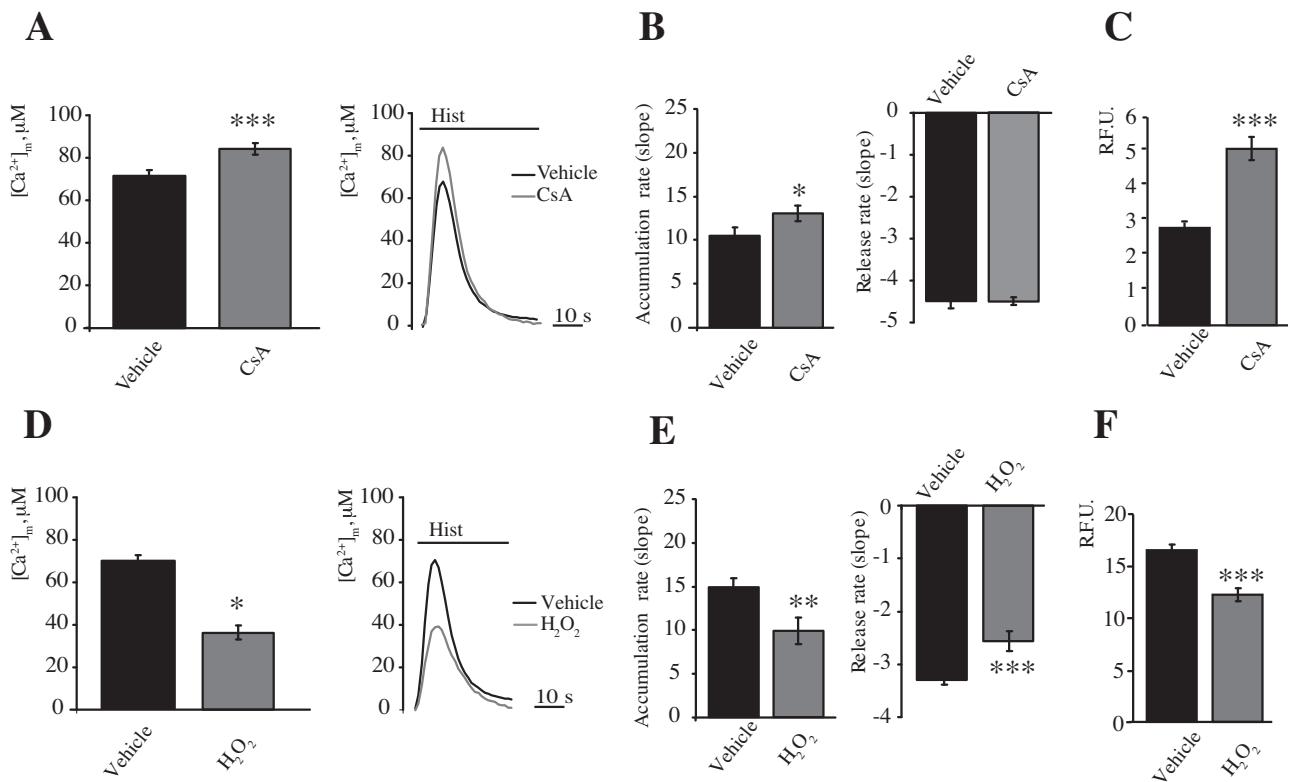 A
[Ca²⁺]ₘ, μM
100
80
60
40
20
0
***
Vehicle
CsA
[Ca²⁺]ₘ, μM
100
80
60
40
20
0
Hist
Vehicle
CsA
10 s
B
Accumulation rate (slope)
25
20
15
10
5
0
*
Vehicle
CsA
Vehicle
CsA
Release rate (slope)
0
-1
-2
-3
-4
-5
C
R.F.U.
6
5
4
3
2
1
0
***
Vehicle
CsA
D
[Ca²⁺]ₘ, μM
100
80
60
40
20
0
*
Vehicle
H₂O₂
[Ca²⁺]ₘ, μM
100
80
60
40
20
0
Hist
Vehicle
H₂O₂
10 s
E
Accumulation rate (slope)
25
20
15
10
5
0
**
Vehicle
H₂O₂
Vehicle
H₂O₂
Release rate (slope)
0
-1
-2
-3
-4
***
F
R.F.U.
20
15
10
5
0
***
Vehicle
H₂O₂